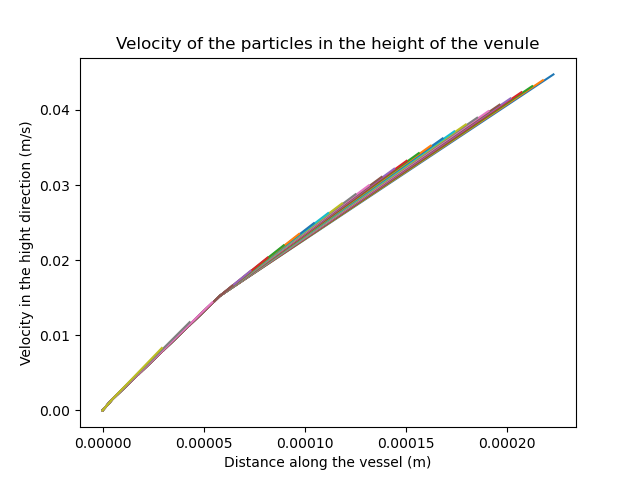 Velocity of the particles in the height of the venule
Velocity in the hight direction (m/s)
0.04
0.03
0.02
0.01
0.00
0.00000 0.00005 0.00010 0.00015 0.00020
Distance along the vessel (m)